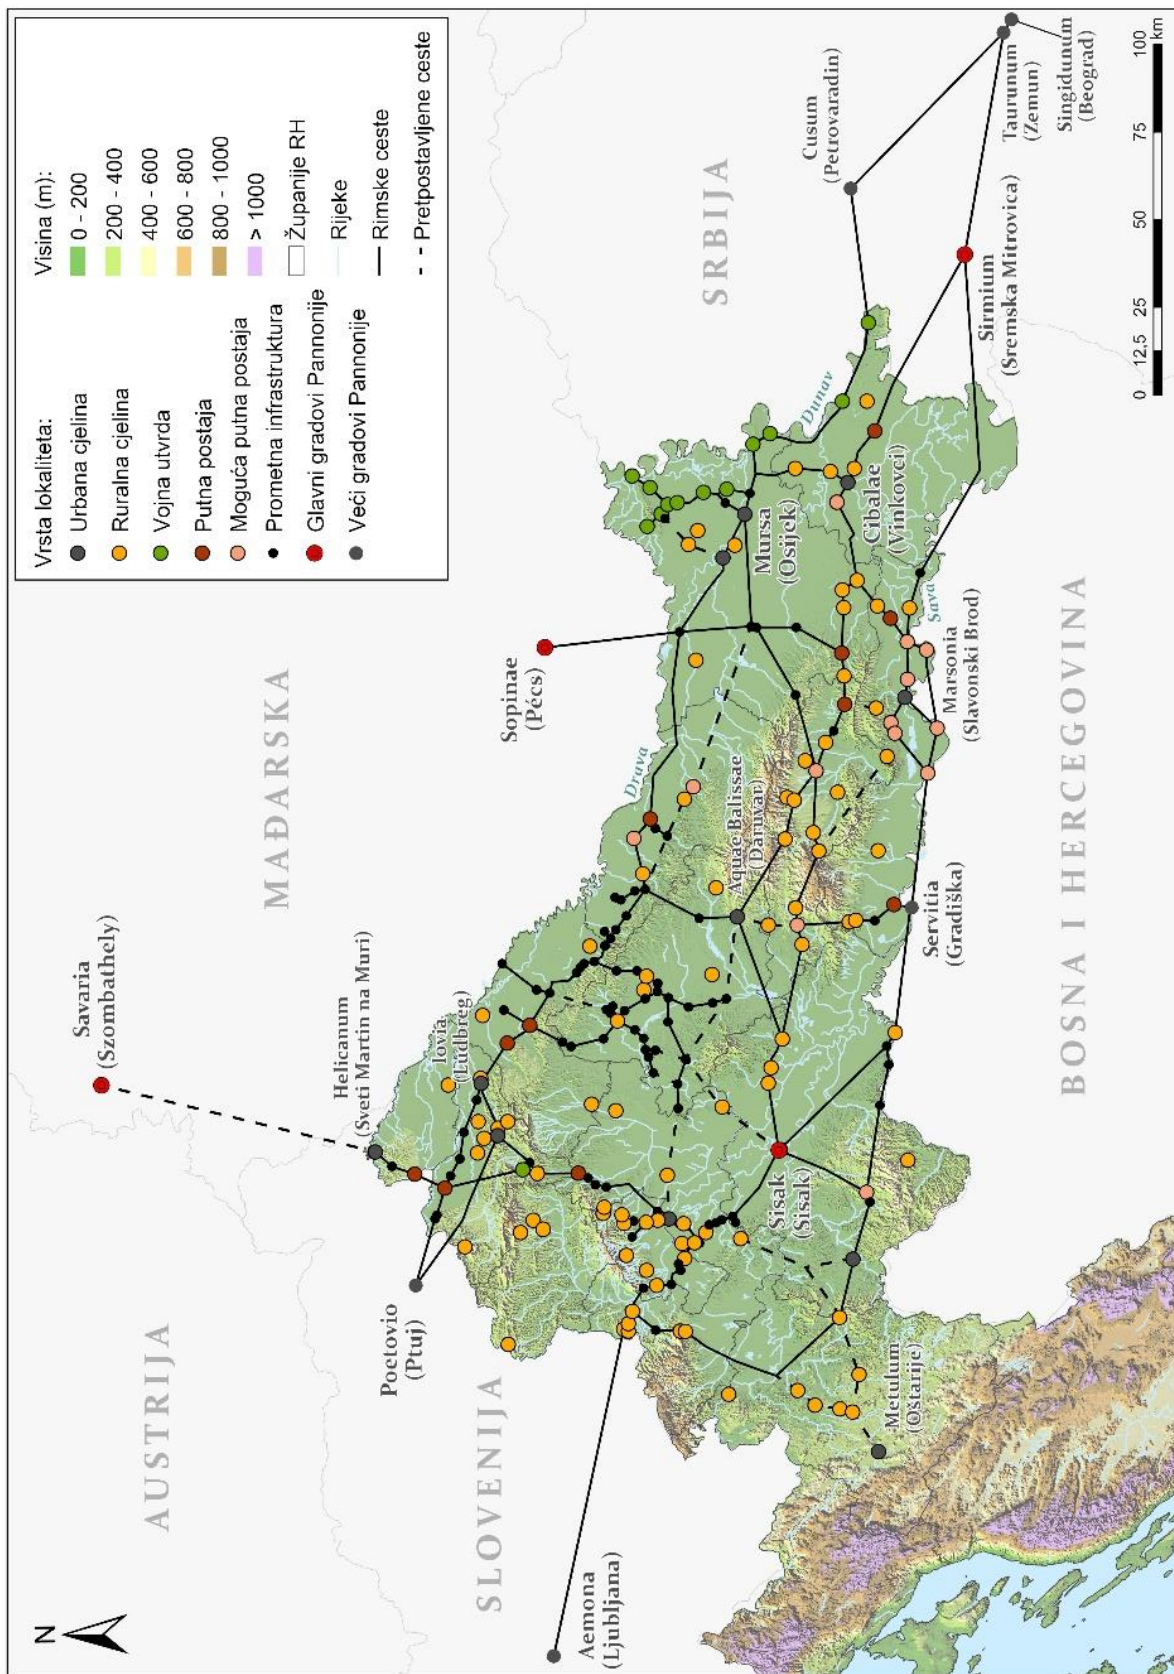 N
AUSTRIJA
MAĐARSKA
SLOVENIJA
SRBIJA
BOSNA I HERCEGOVINA
Savaria
(Szombathely)
Helicanum
(Sveti Martin na Muri)
Iovia
(Ludbreg)
Poetovio
(Ptuj)
Aemona
(Ljubljana)
Sopinae
(Pécs)
Drava
Aquae Balissae
(Daruvar)
Mursa
(Osijek)
Dunav
Cibalae
(Vinkovci)
Sisak
(Sisak)
Metulum
(Oštarije)
Servitia
(Gradiška)
Marsonia
(Slavonski Brod)
Sava
Cusum
(Petrovaradin)
Sirmium
(Sremska Mitrovica)
Taurunum
(Zemun)
Singidunum
(Beograd)
Vrsta lokaliteta:
Urbana cjelina
Ruralna cjelina
Vojna utvrda
Putna postaja
Moguća putna postaja
Prometna infrastruktura
Glavni gradovi Pannonije
Veći gradovi Pannonije
Visina (m):
0 - 200
200 - 400
400 - 600
600 - 800
800 - 1000
> 1000
Županije RH
Rijeke
Rimske ceste
Pretpostavljene ceste
0 12,5 25 50 75 100
km